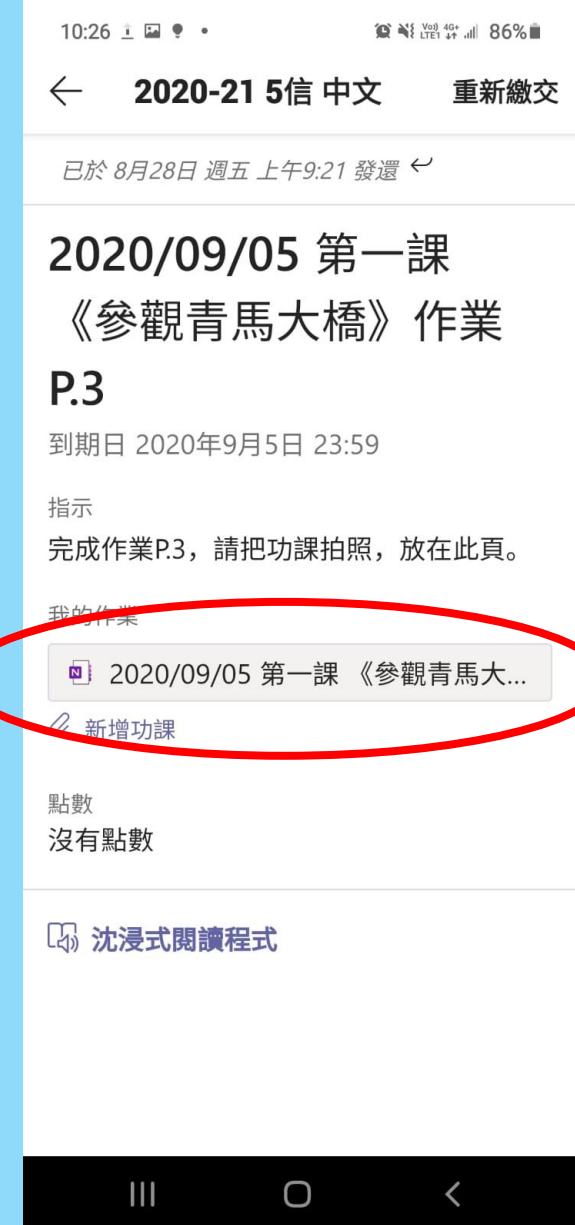 10:26
VoI) 4G+
LTE1
86%
2020-21 5信 中文
重新繳交
已於 8月28日 週五 上午9:21 發還
2020/09/05 第一課
《參觀青馬大橋》作業
P.3
到期日 2020年9月5日 23:59
指示
完成作業P.3，請把功課拍照，放在此頁。
我的作業
N
2020/09/05 第一課 《參觀青馬大...
新增功課
點數
沒有點數
沈浸式閱讀程式